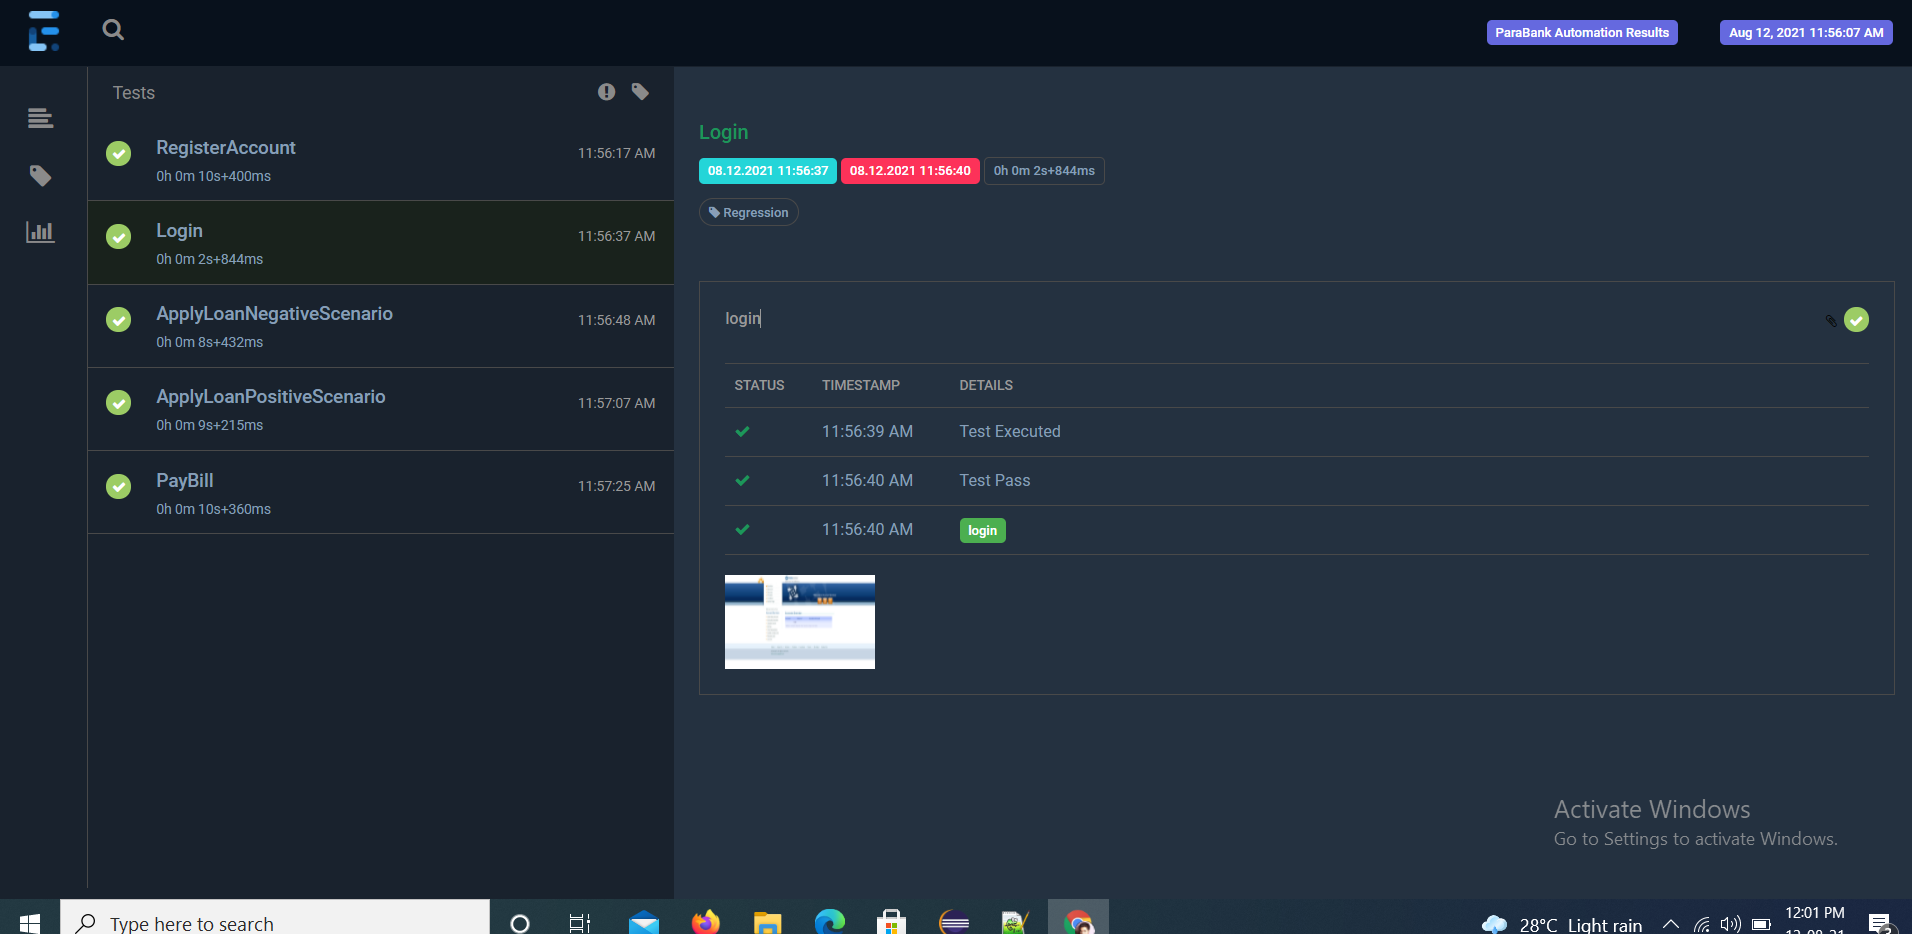 ParaBank Automation Results
Aug 12, 2021 11:56:07 AM
Tests
RegisterAccount
11:56:17 AM
0h 0m 10s+400ms
Login
11:56:37 AM
0h 0m 2s+844ms
ApplyLoanNegativeScenario
11:56:48 AM
0h 0m 8s+432ms
ApplyLoanPositiveScenario
11:57:07 AM
0h 0m 9s+215ms
PayBill
11:57:25 AM
0h 0m 10s+360ms
Login
08.12.2021 11:56:37 08.12.2021 11:56:40 0h 0m 2s+844ms
Regression
login
STATUS TIMESTAMP DETAILS
11:56:39 AM Test Executed
11:56:40 AM Test Pass
11:56:40 AM login
Activate Windows
Go to Settings to activate Windows.
Type here to search
28°C Light rain
12:01 PM